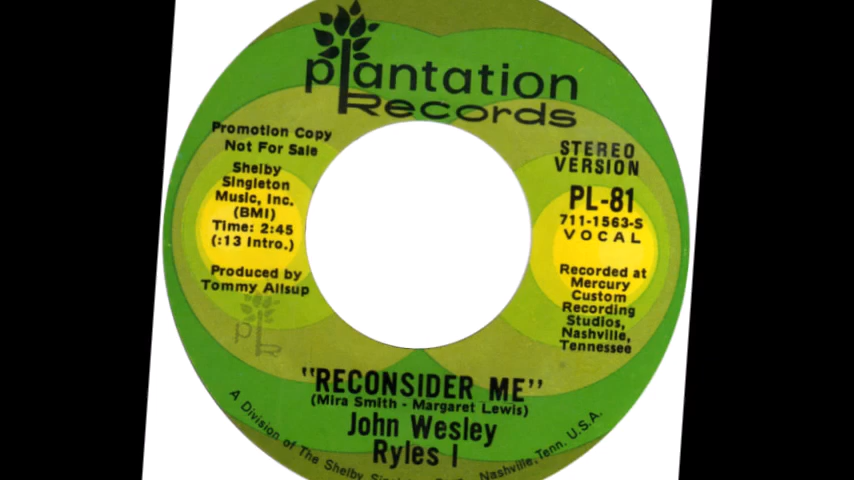 plantation
Records
Promotion Copy
Not For Sale
Shelby
Singleton
Music, Inc.
(BMI)
Time: 2:45
(:13 Intro.)
Produced by
Tommy Allsup
STEREO
VERSION
PL-81
711-1563-S
VOCAL
Recorded at
Mercury
Custom
Recording
Studios,
Nashville,
Tennessee
plR
"RECONSIDER ME"
(Mira Smith - Margaret Lewis)
John Wesley
Ryles I
A Division of The Shelby
Nashville, Tenn. U.S.A.